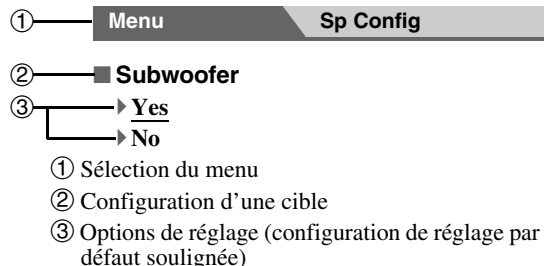 ① Menu Sp Config
② ■ Subwoofer
③ Yes
No
① Sélection du menu
② Configuration d'une cible
③ Options de réglage (configuration de réglage par
défaut soulignée)